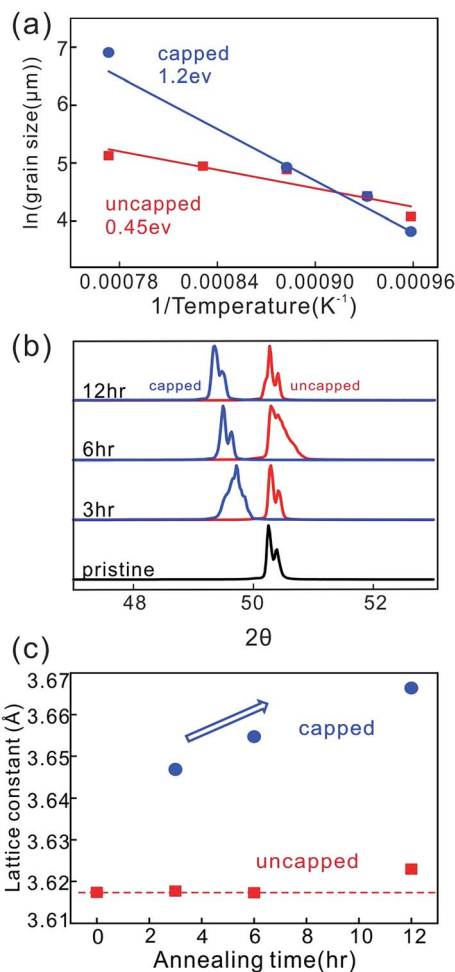 (a)
7
6
5
4
ln(grain size(μm))
capped
1.2ev
uncapped
0.45ev
0.00078 0.00084 0.00090 0.00096
1/Temperature(K⁻¹)
(b)
12hr capped uncapped
6hr
3hr
pristine
48 50 52
2θ
(c)
3.67
3.66
3.65
3.64
3.63
3.62
3.61
Lattice constant (Å)
capped
uncapped
0 2 4 6 8 10 12
Annealing time(hr)